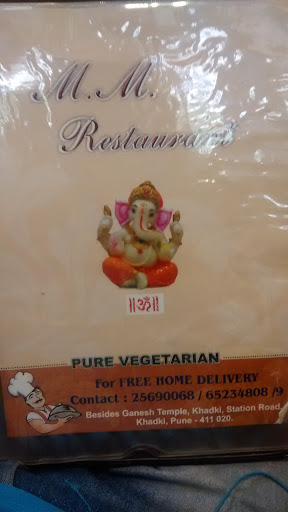 M.M.
Restaurant
॥ॐ॥
PURE VEGETARIAN
For FREE HOME DELIVERY
Contact : 25690068 / 65234808 /9
Besides Ganesh Temple, Khadki, Station Road,
Khadki, Pune - 411 020.